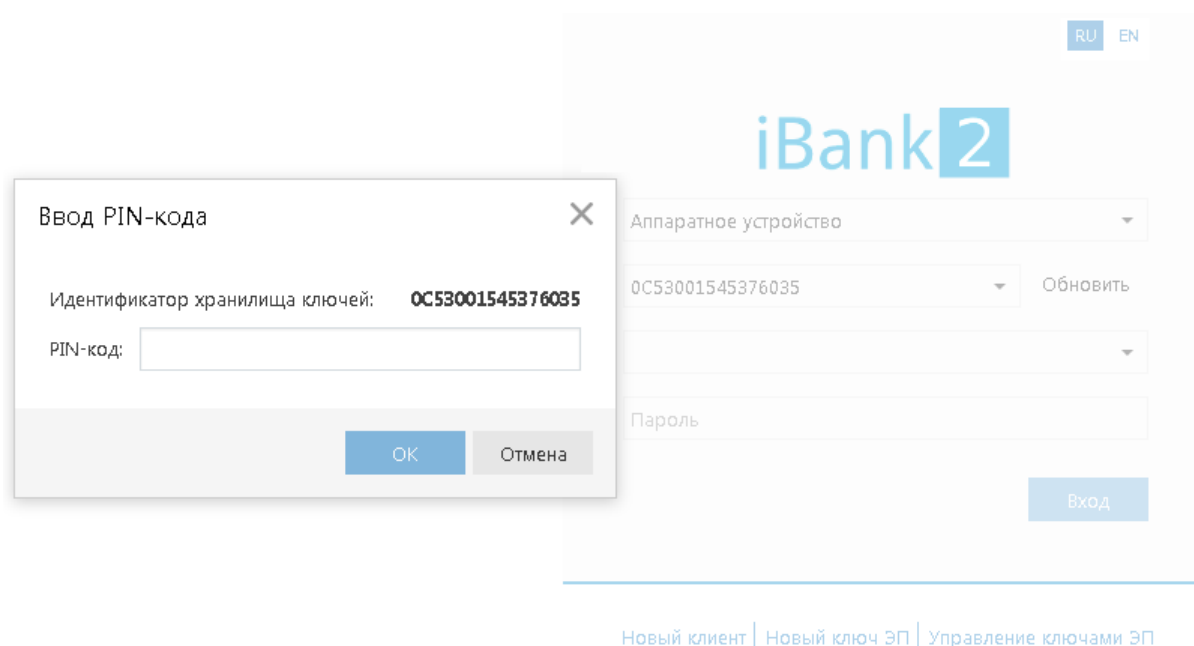 RU EN
iBank 2
Ввод PIN-кода
Идентификатор хранилища ключей: 0C53001545376035
PIN-код:
OK Отмена
Аппаратное устройство
0C53001545376035 Обновить
Пароль
Вход
Новый клиент | Новый ключ ЭП | Управление ключами ЭП